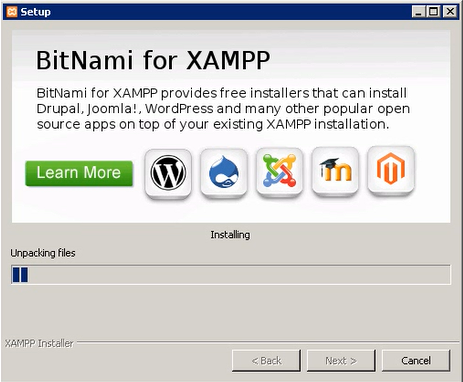 Setup
BitNami for XAMPP
BitNami for XAMPP provides free installers that can install
Drupal, Joomla!, WordPress and many other popular open
source apps on top of your existing XAMPP installation.
Learn More
Installing
Unpacking files
XAMPP Installer
< Back
Next >
Cancel